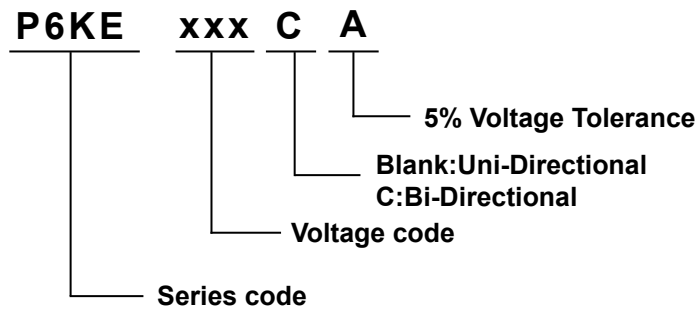 P6KE xxx C A
5% Voltage Tolerance
Blank:Uni-Directional
C:Bi-Directional
Voltage code
Series code